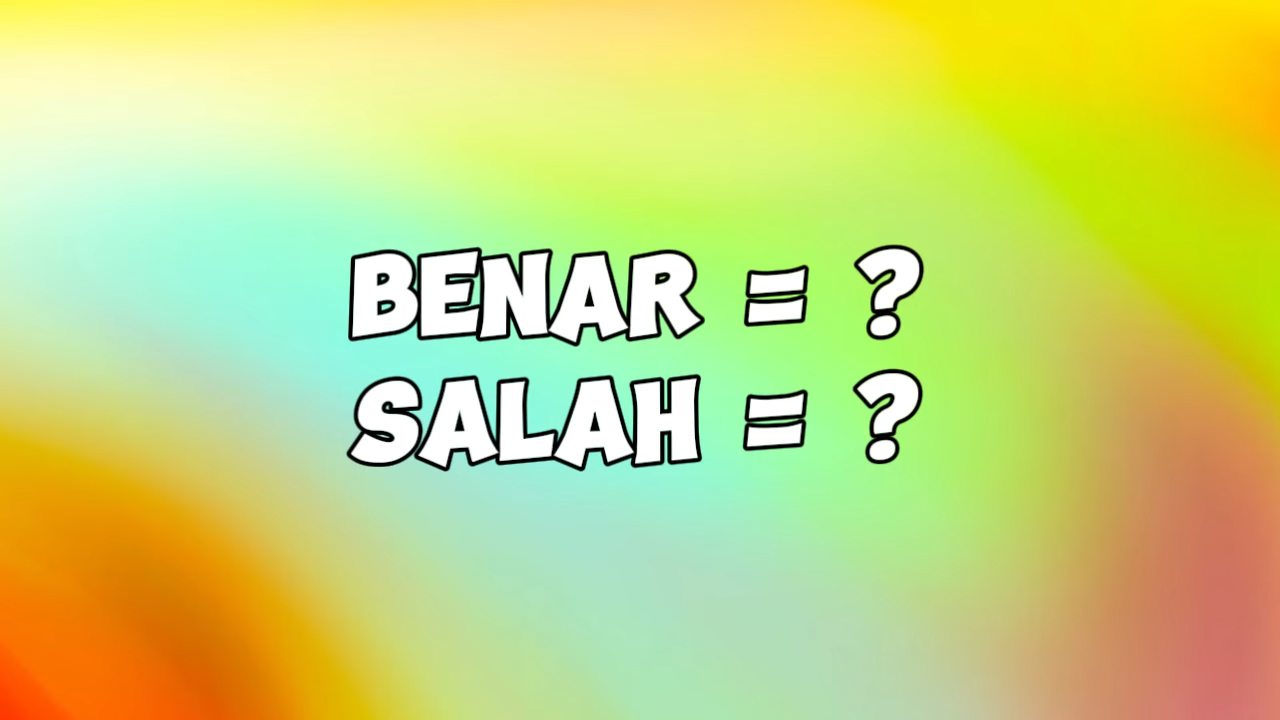 BENAR = ?
SALAH = ?